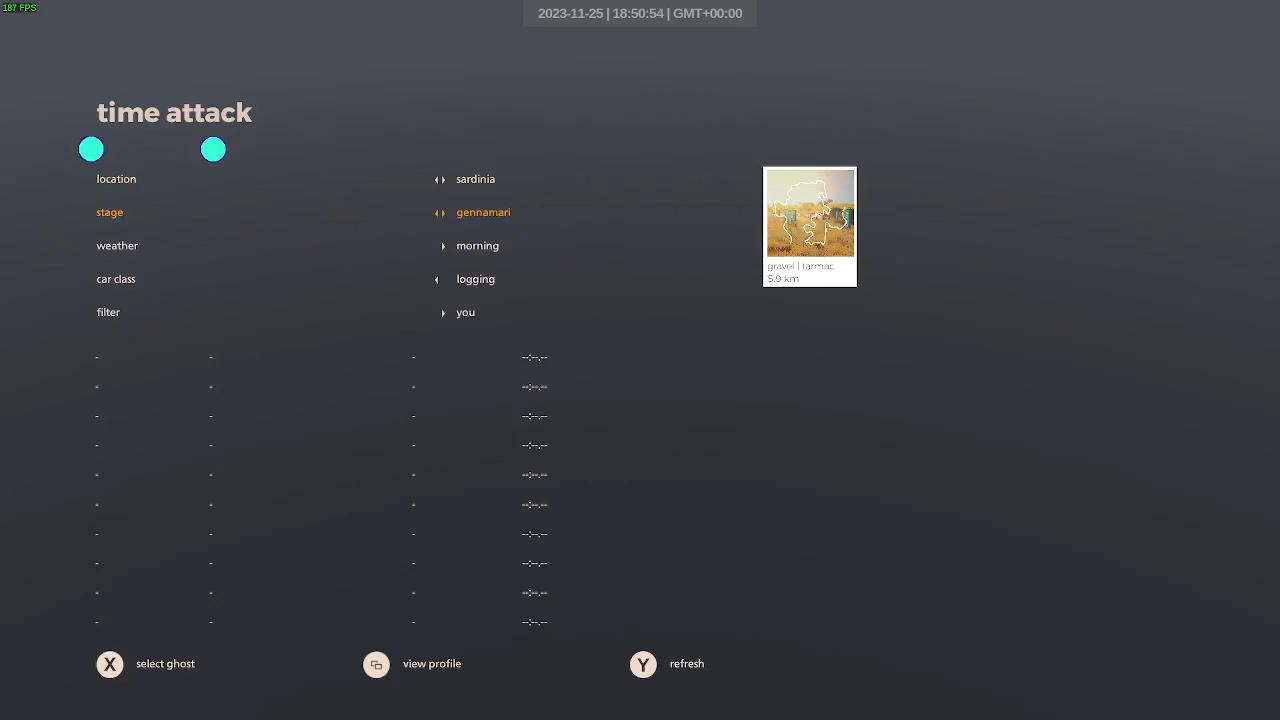 187 FPS
2023-11-25 | 18:50:54 | GMT+00:00
time attack
location sardinia
stage gennamari
weather morning
car class logging
filter you
gravel | tarmac
5.9 km
- - - --:--.--
- - - --:--.--
- - - --:--.--
- - - --:--.--
- - - --:--.--
- - - --:--.--
- - - --:--.--
- - - --:--.--
- - - --:--.--
- - - --:--.--
X select ghost view profile Y refresh